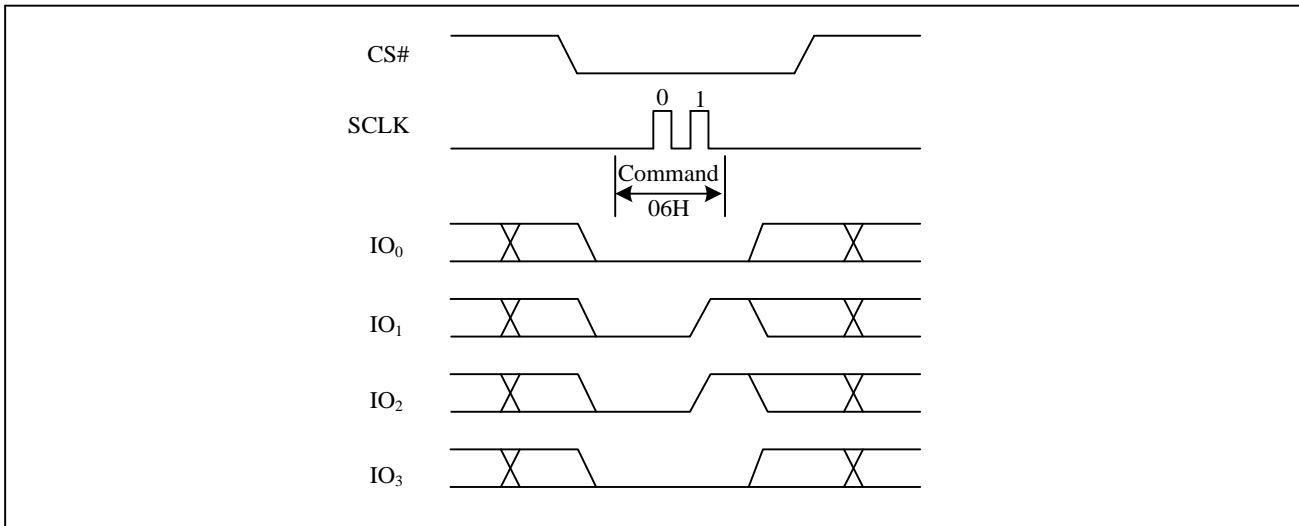 CS#
0 1
SCLK
Command
06H
IO₀
IO₁
IO₂
IO₃